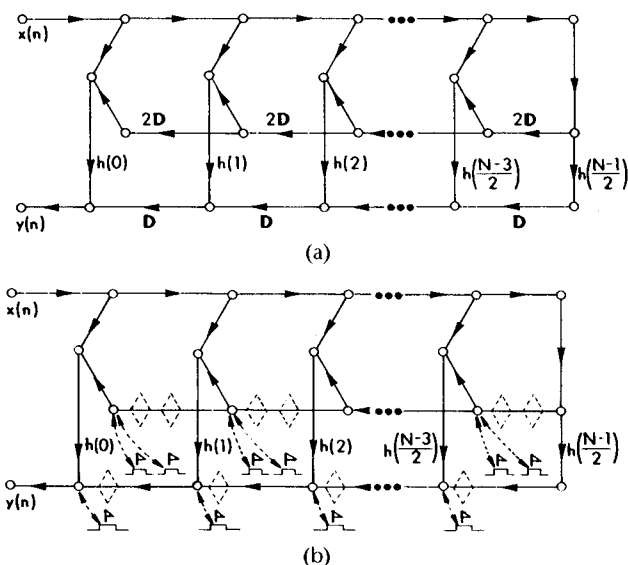 x(n)
2D 2D 2D
h(0) h(1) h(2) h(N-3/2) h(N-1/2)
y(n) D D D D
(a)
x(n)
h(0) h(1) h(2) h(N-3/2) h(N-1/2)
y(n)
(b)